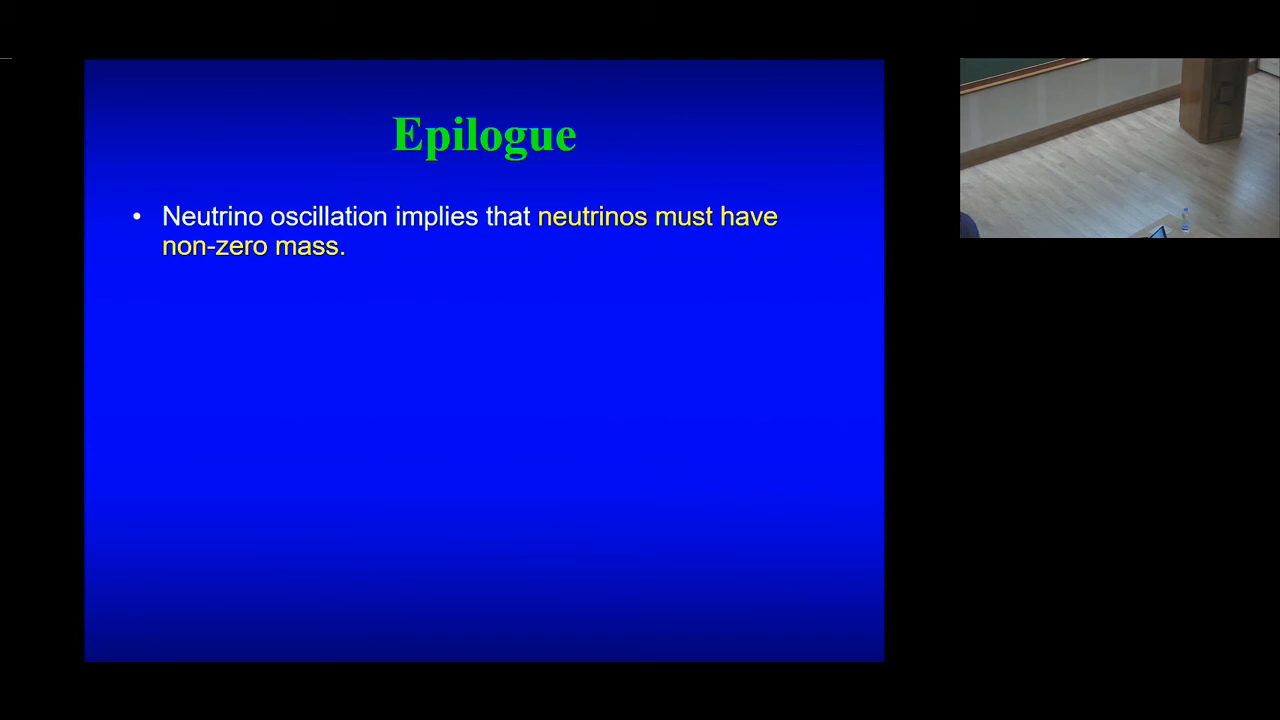 Epilogue
• Neutrino oscillation implies that neutrinos must have
non-zero mass.